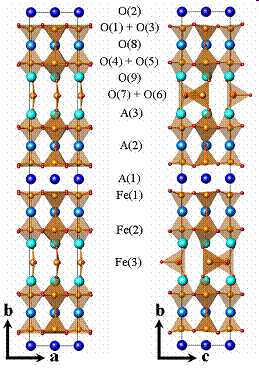 O(2)
O(1) + O(3)
O(8)
O(4) + O(5)
O(9)
O(7) + O(6)
A(3)
A(2)
A(1)
Fe(1)
Fe(2)
Fe(3)
b
a
b
c